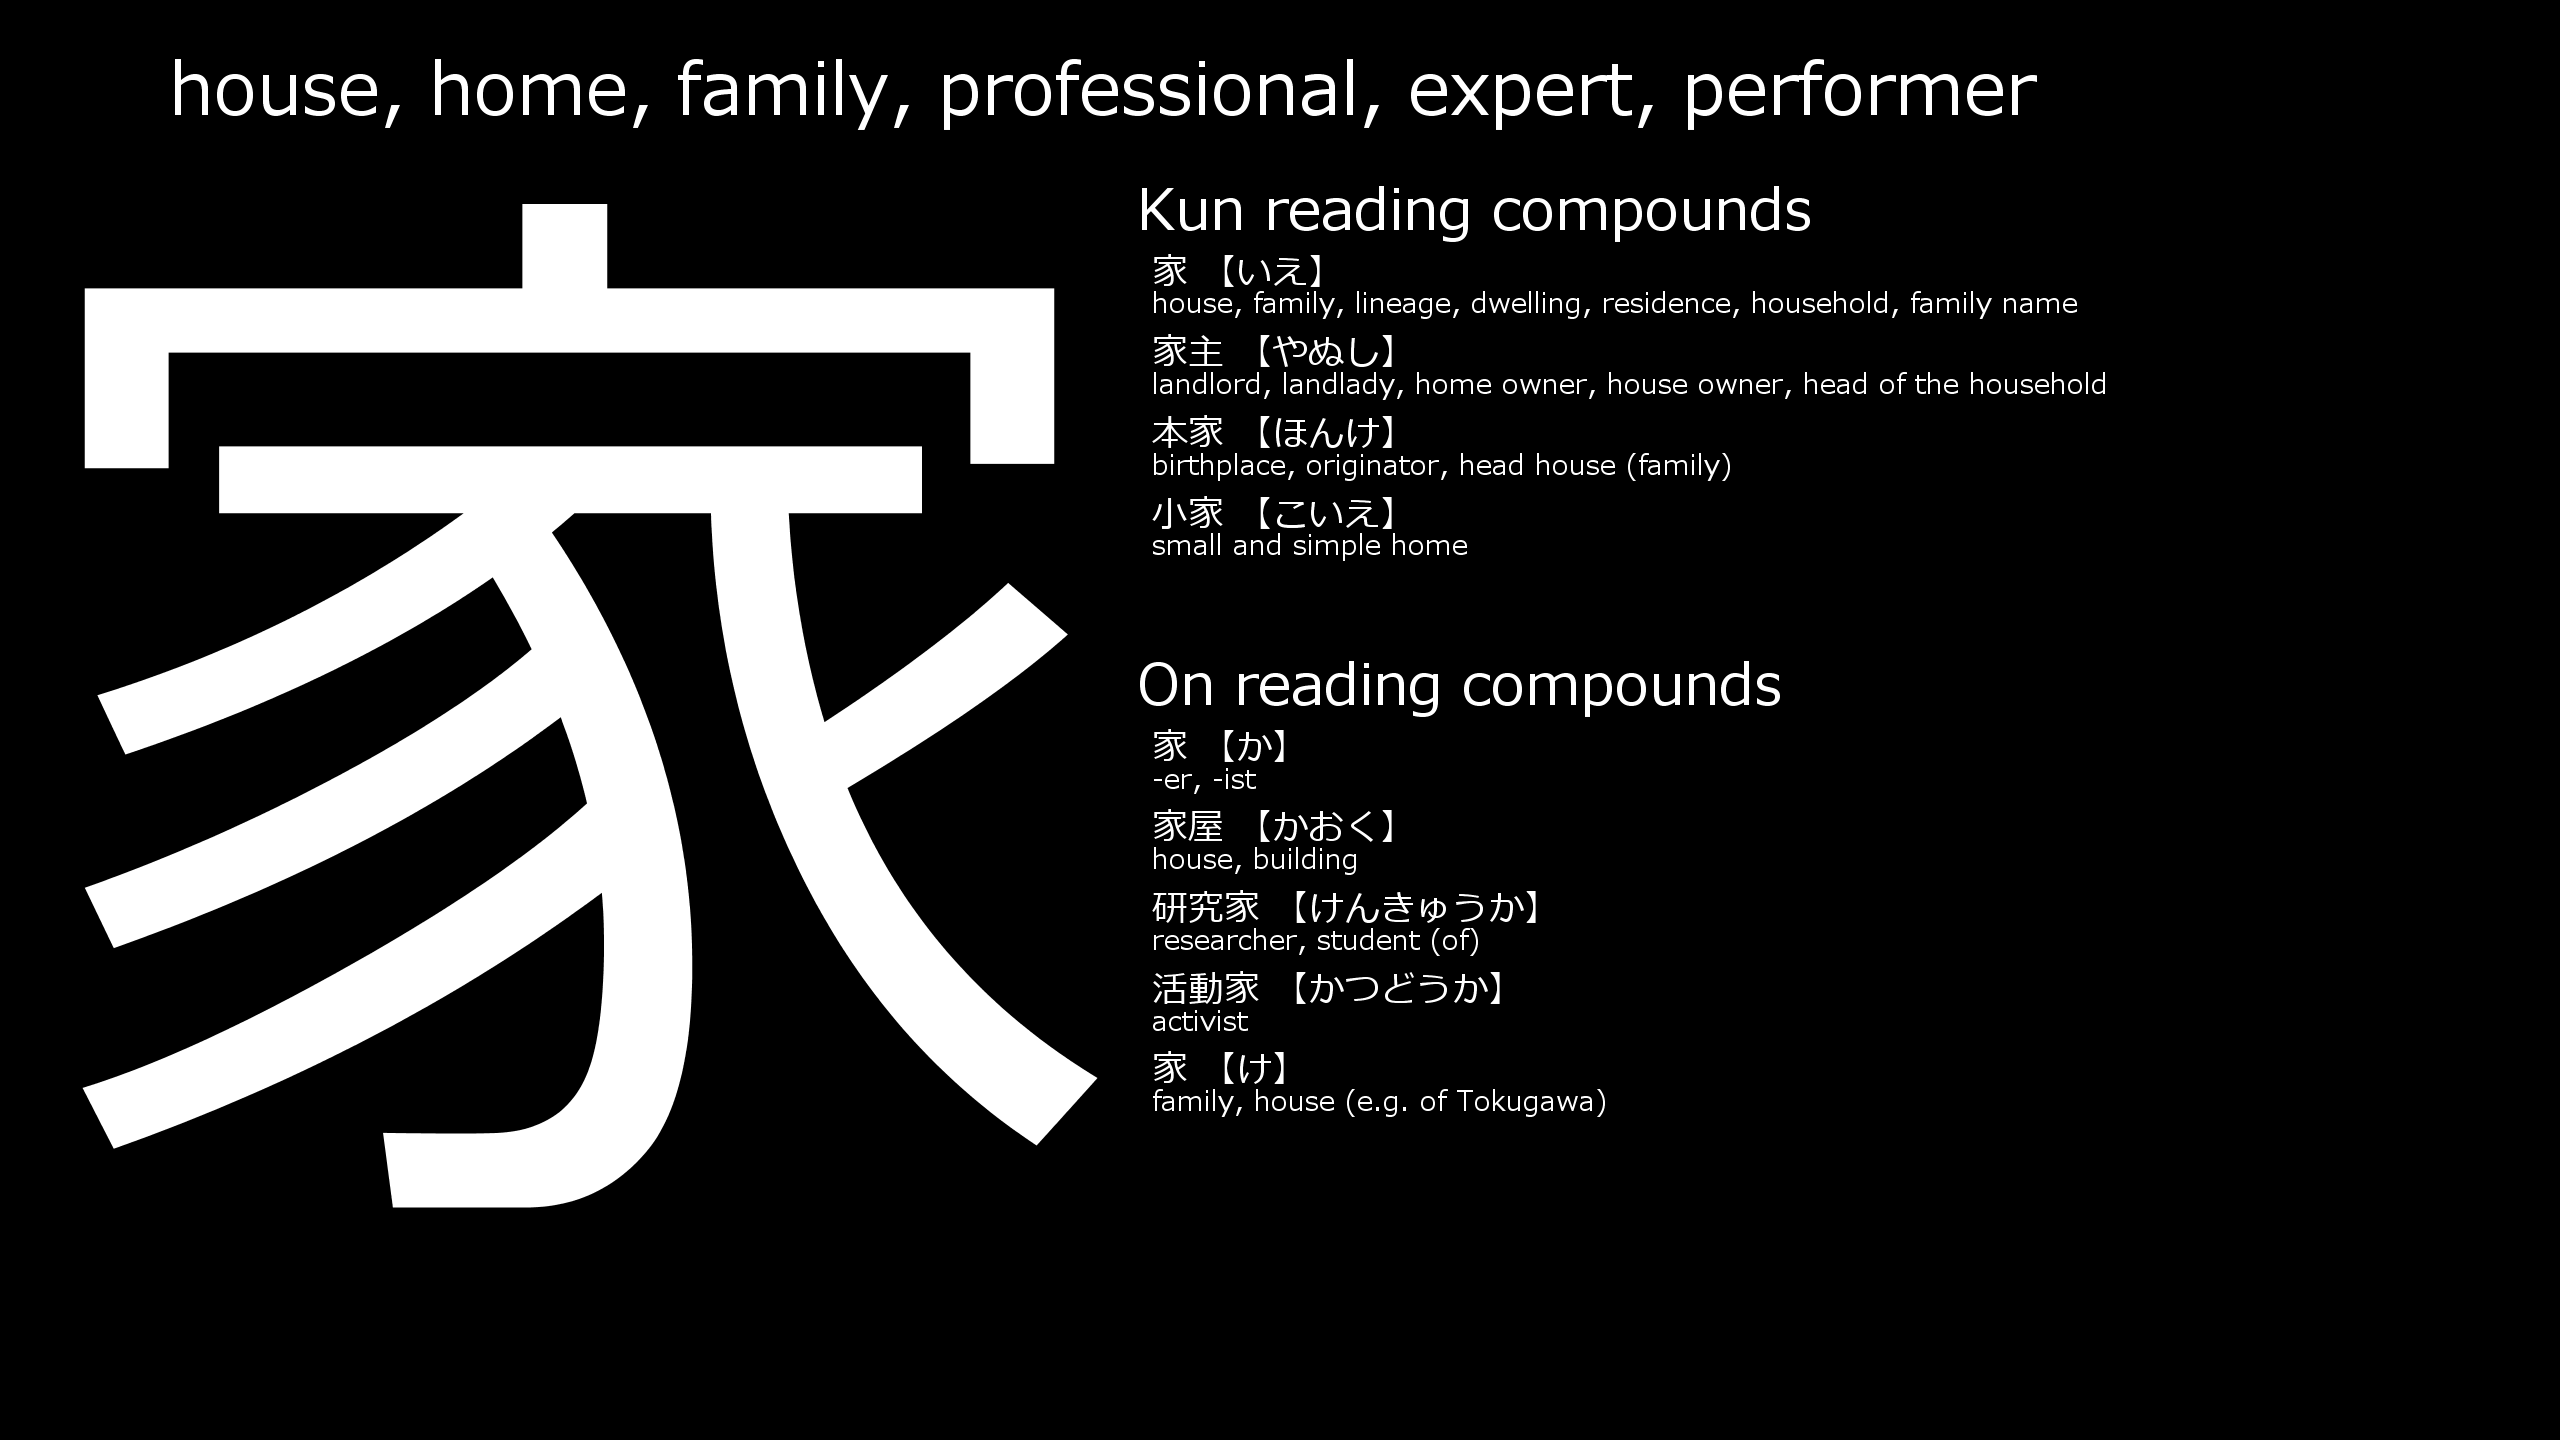 house, home, family, professional, expert, performer
家
Kun reading compounds
家 【いえ】
house, family, lineage, dwelling, residence, household, family name
家主 【やぬし】
landlord, landlady, home owner, house owner, head of the household
本家 【ほんけ】
birthplace, originator, head house (family)
小家 【こいえ】
small and simple home
On reading compounds
家 【か】
-er, -ist
家屋 【かおく】
house, building
研究家 【けんきゅうか】
researcher, student (of)
活動家 【かつどうか】
activist
家 【け】
family, house (e.g. of Tokugawa)